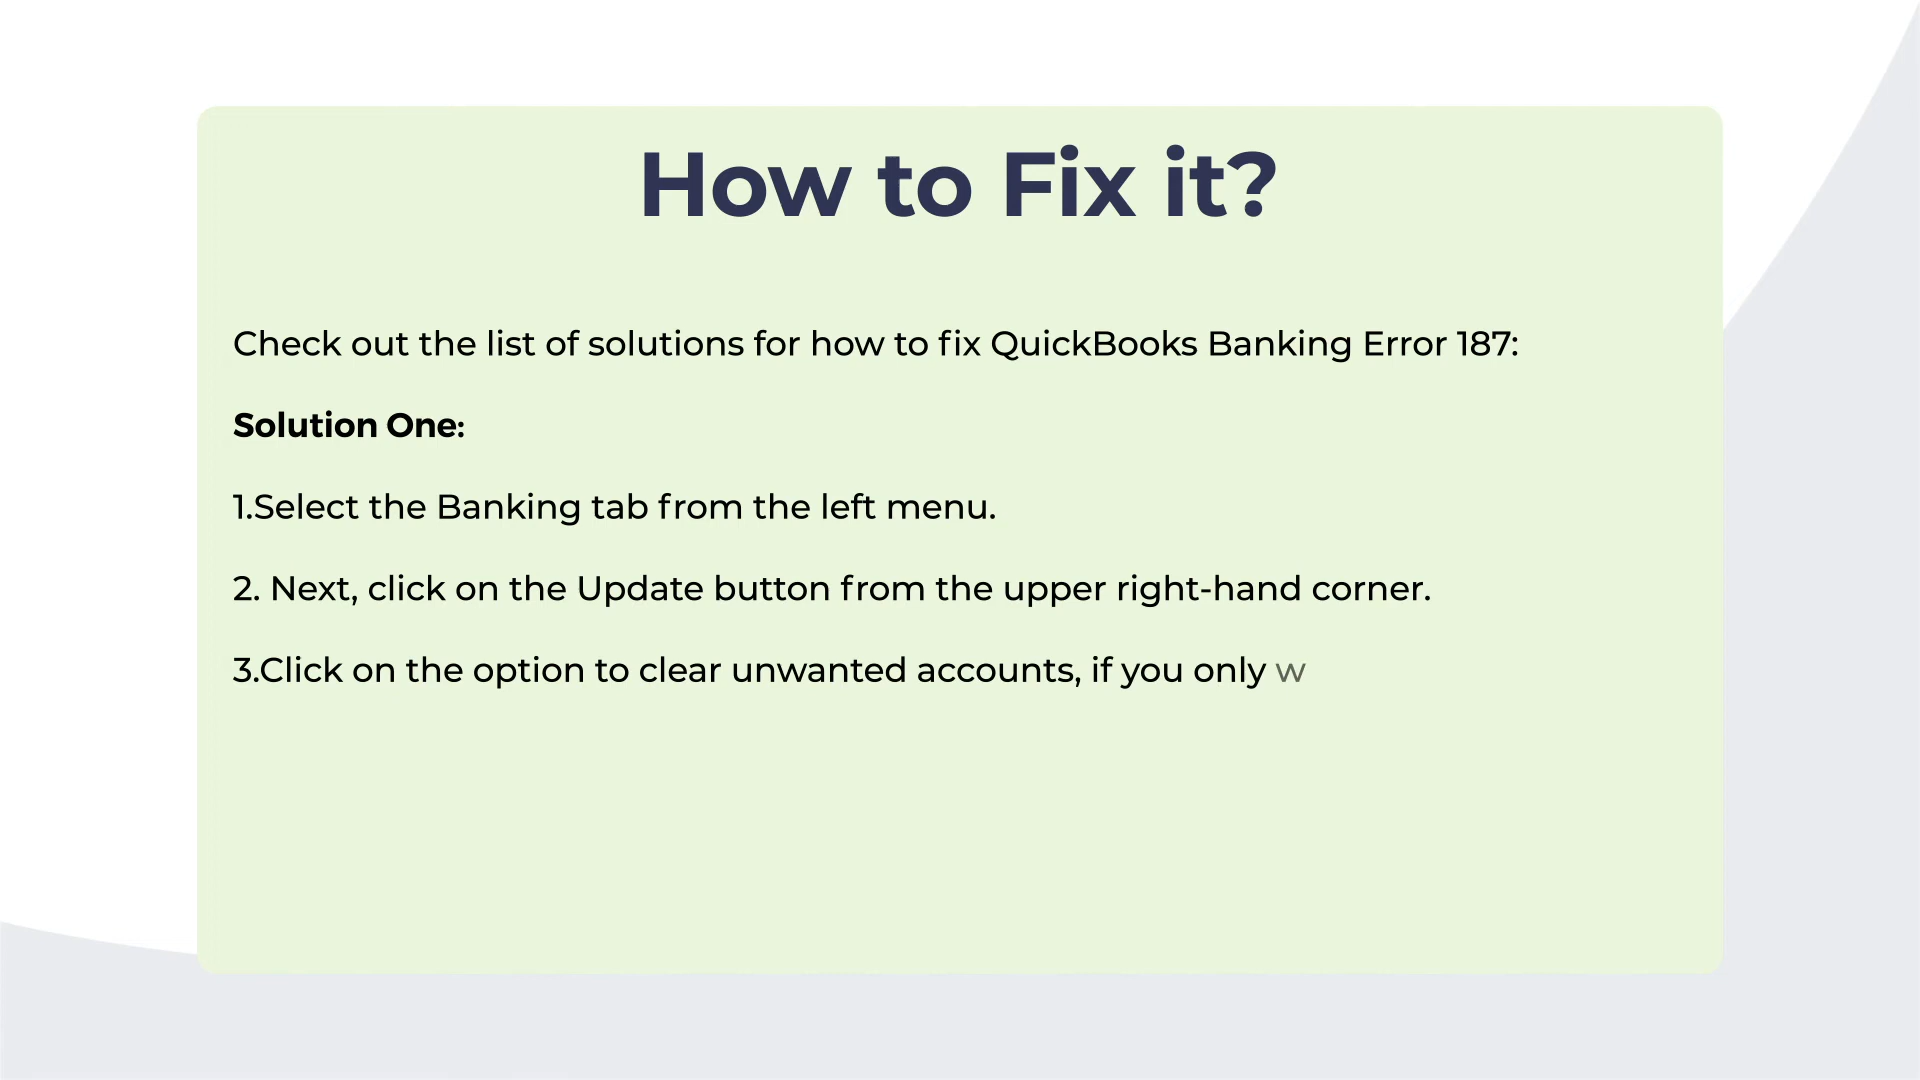 How to Fix it?
Check out the list of solutions for how to fix QuickBooks Banking Error 187:
Solution One:
1.Select the Banking tab from the left menu.
2. Next, click on the Update button from the upper right-hand corner.
3.Click on the option to clear unwanted accounts, if you only w